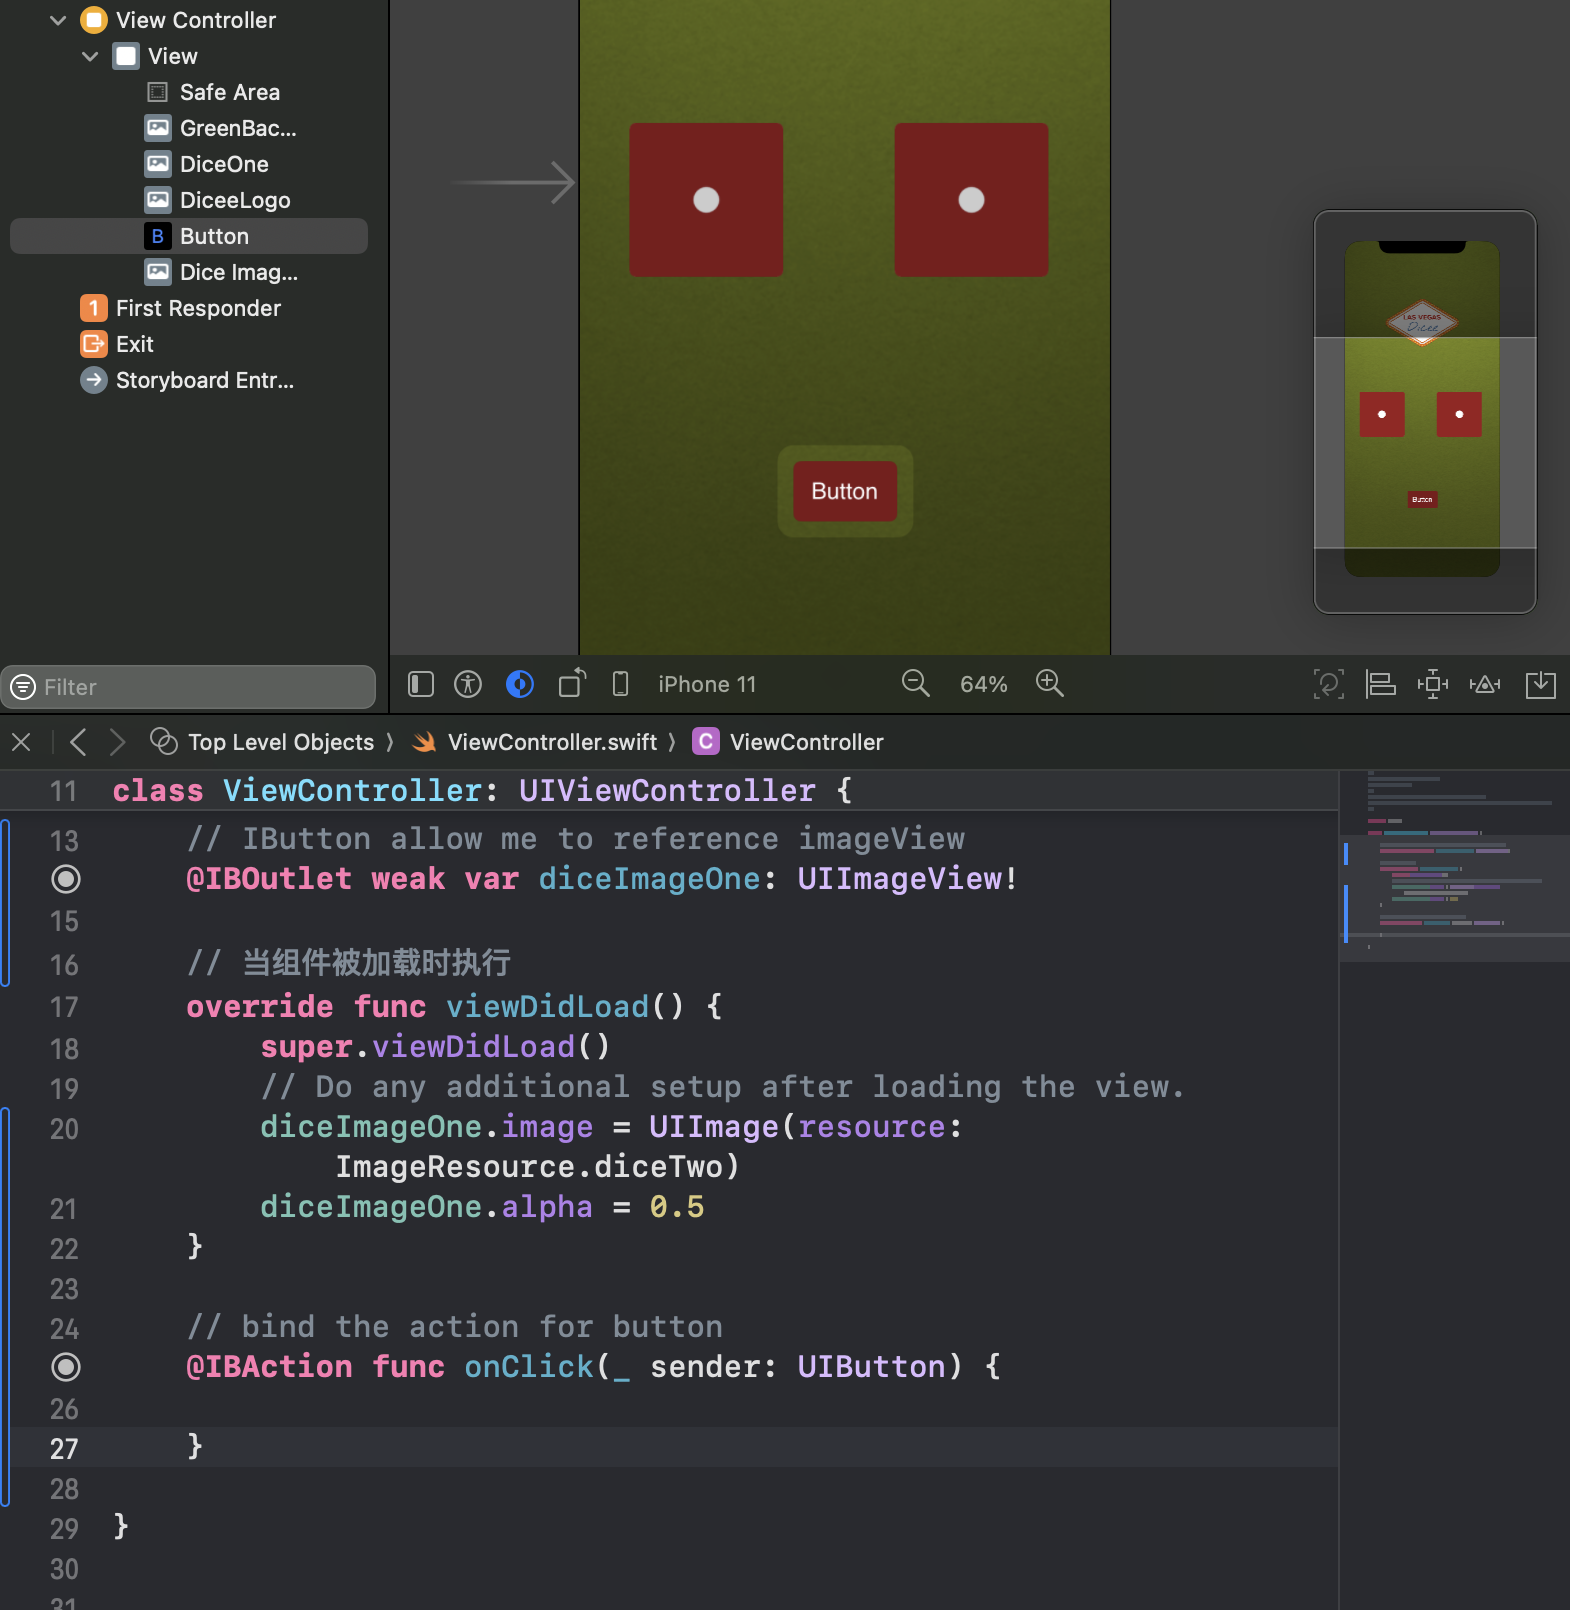 View Controller
View
Safe Area
GreenBac...
DiceOne
DiceeLogo
B Button
Dice Imag...
1 First Responder
Exit
Storyboard Entr...
Filter
Button
LAS VEGAS
Dicee
Button
iPhone 11
64%
Top Level Objects ⟩ ViewController.swift ⟩ C ViewController
11 class ViewController: UIViewController {
13 // IButton allow me to reference imageView
@IBOutlet weak var diceImageOne: UIImageView!
15
16 // 当组件被加载时执行
17 override func viewDidLoad() {
18 super.viewDidLoad()
19 // Do any additional setup after loading the view.
20 diceImageOne.image = UIImage(resource:
ImageResource.diceTwo)
21 diceImageOne.alpha = 0.5
22 }
23
24 // bind the action for button
@IBAction func onClick(_ sender: UIButton) {
26
27 }
28
29 }
30
31